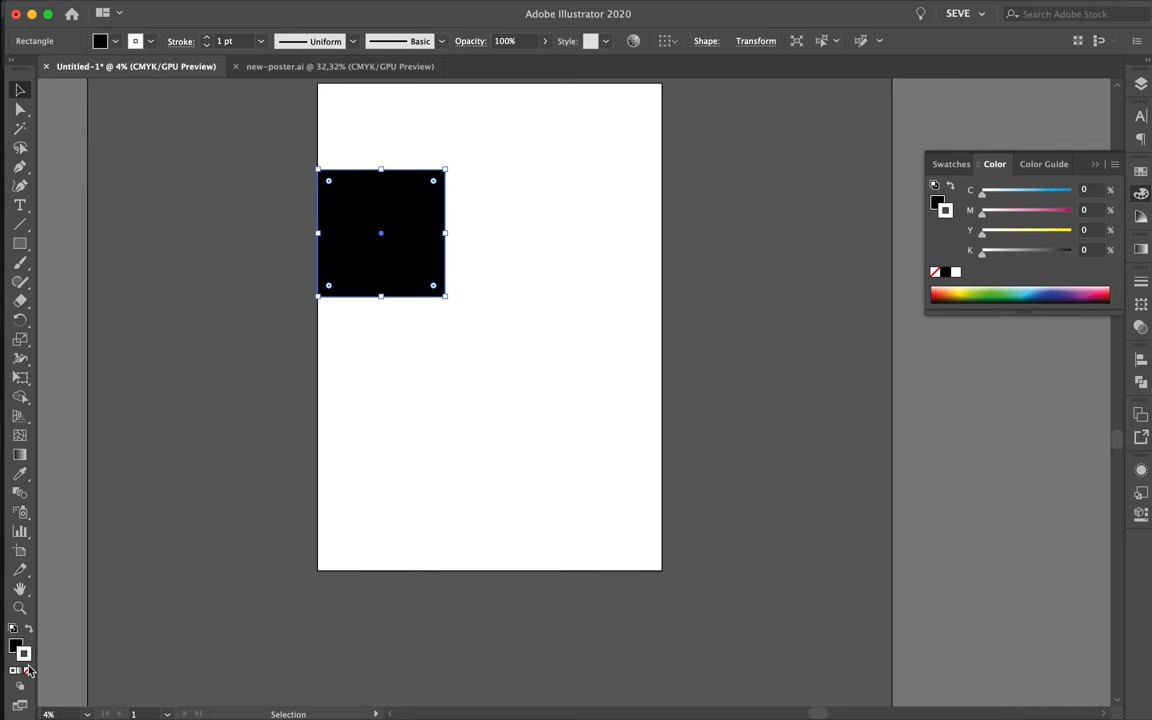 Adobe Illustrator 2020
SEVE
Search Adobe Stock
Rectangle
Stroke:
1 pt
Uniform
Basic
Opacity:
100%
Style:
Shape:
Transform
Untitled-1* @ 4% (CMYK/GPU Preview)
new-poster.ai @ 32,32% (CMYK/GPU Preview)
Swatches
Color
Color Guide
C 0 %
M 0 %
Y 0 %
K 0 %
4%
1
Selection